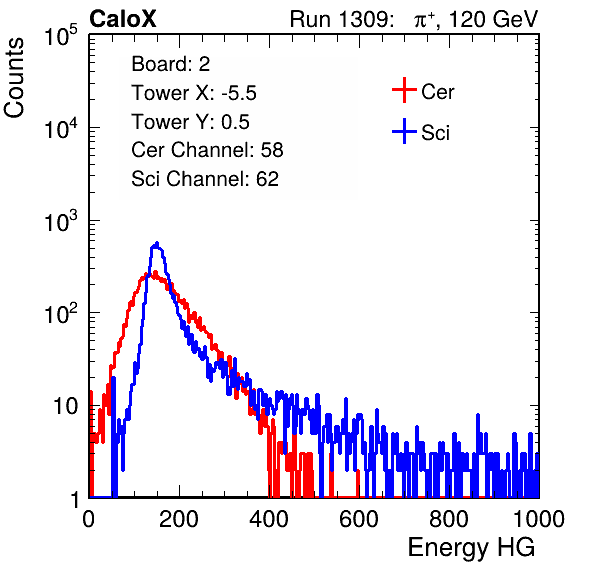 CaloX Run 1309: π⁺, 120 GeV
Board: 2
Tower X: -5.5
Tower Y: 0.5
Cer Channel: 58
Sci Channel: 62
Cer
Sci
Counts
10⁵
10⁴
10³
10²
10
1
0 200 400 600 800 1000
Energy HG